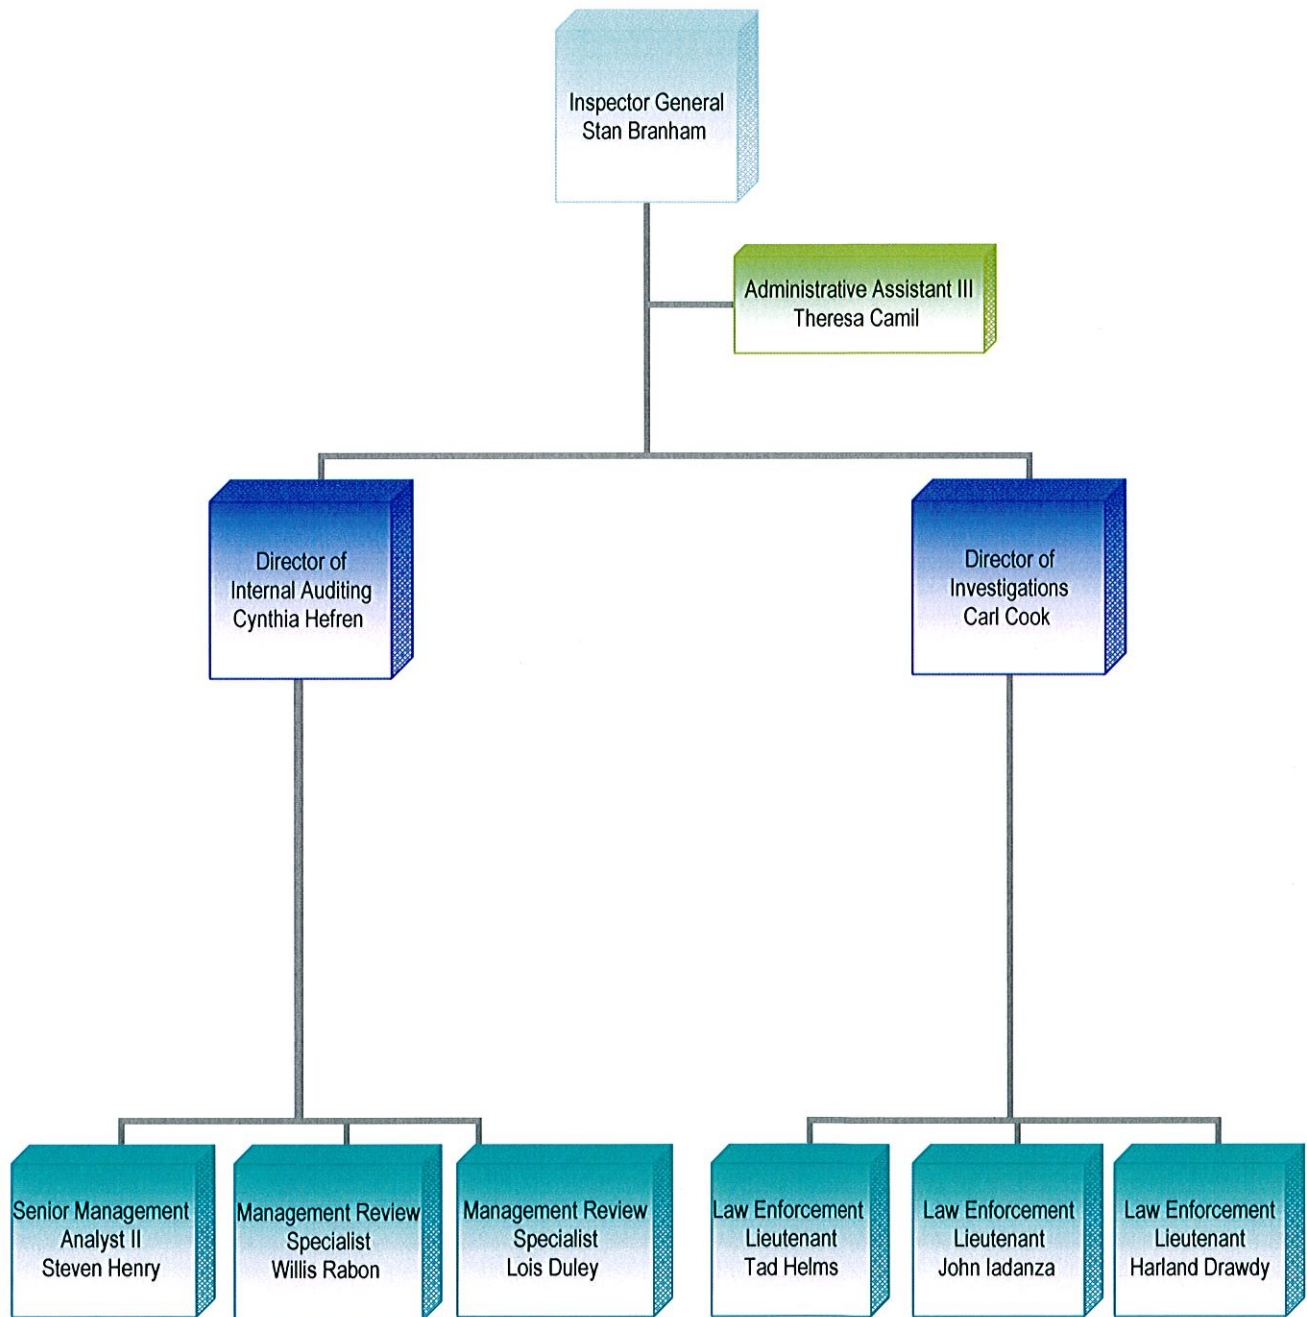 Inspector General
Stan Branham
Administrative Assistant III
Theresa Camil
Director of
Internal Auditing
Cynthia Hefren
Director of
Investigations
Carl Cook
Senior Management
Analyst II
Steven Henry
Management Review
Specialist
Willis Rabon
Management Review
Specialist
Lois Duley
Law Enforcement
Lieutenant
Tad Helms
Law Enforcement
Lieutenant
John Iadanza
Law Enforcement
Lieutenant
Harland Drawdy